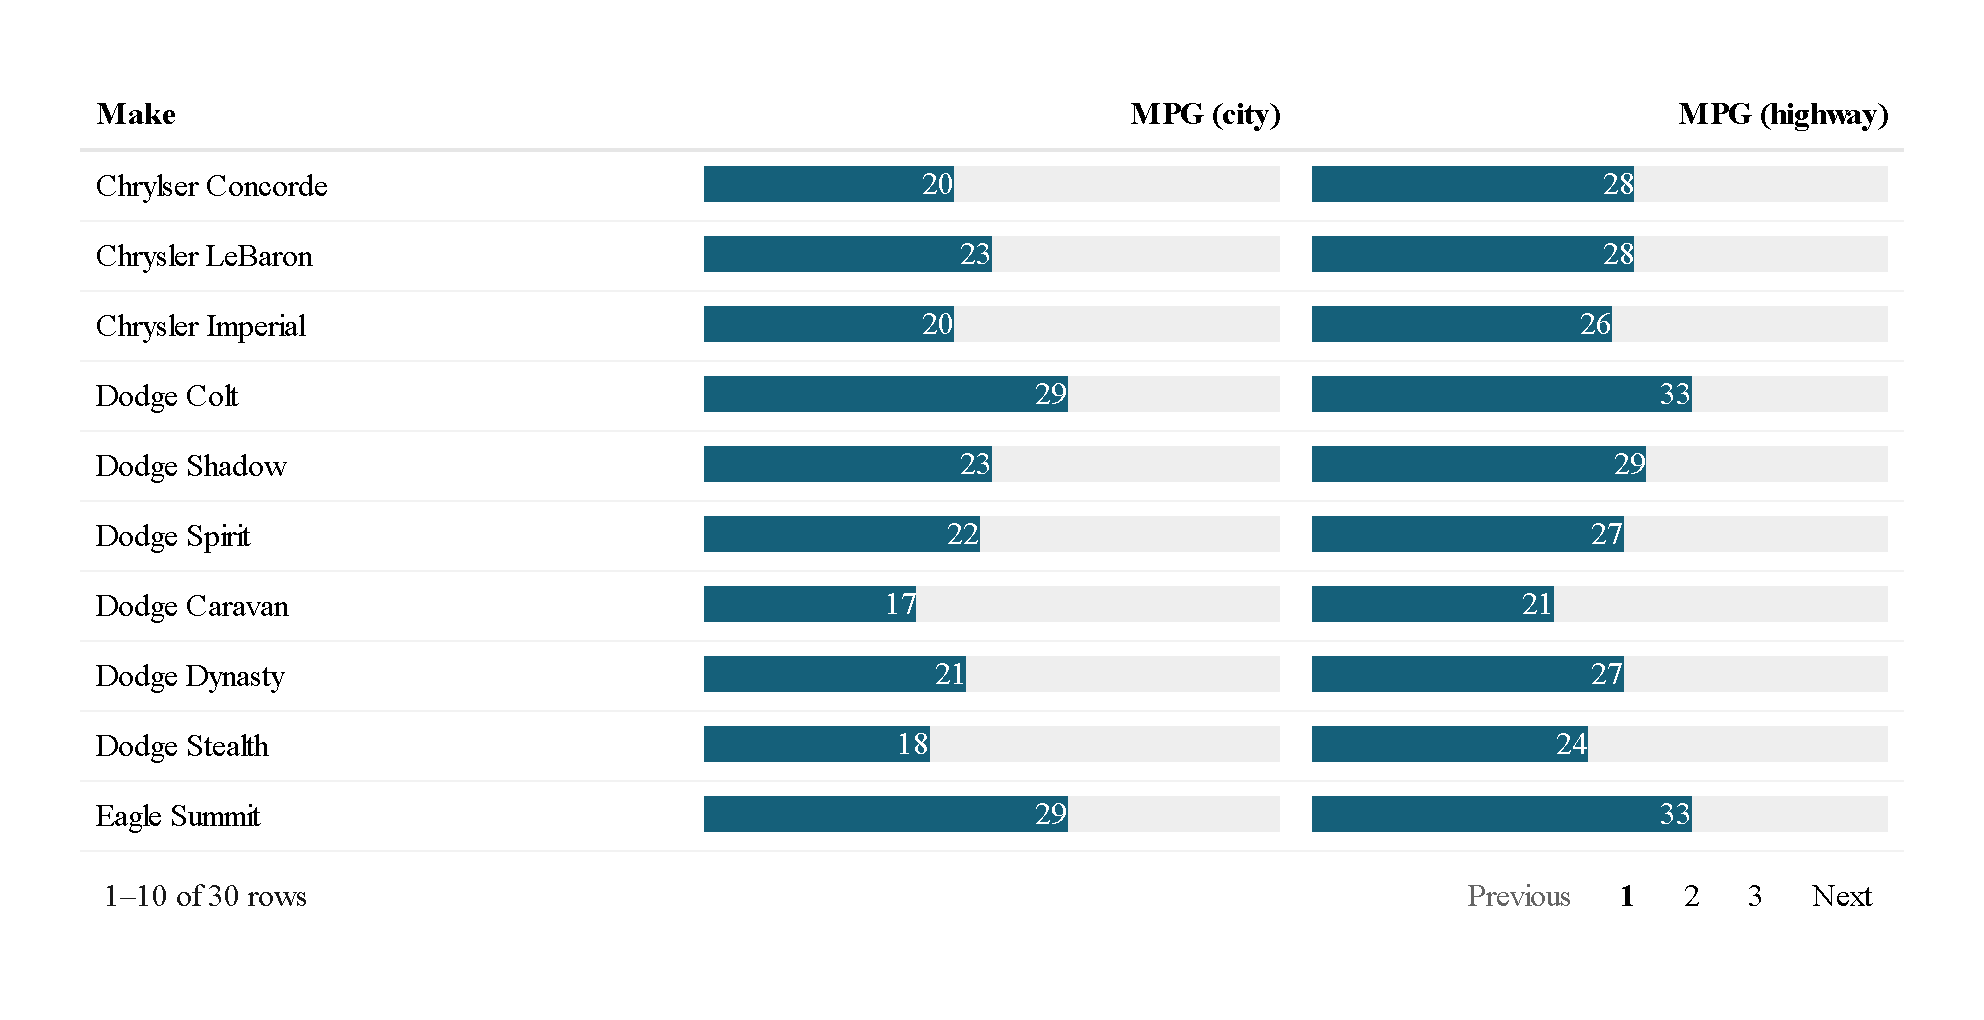 Make MPG (city) MPG (highway)
Chrylser Concorde 20 28
Chrysler LeBaron 23 28
Chrysler Imperial 20 26
Dodge Colt 29 33
Dodge Shadow 23 29
Dodge Spirit 22 27
Dodge Caravan 17 21
Dodge Dynasty 21 27
Dodge Stealth 18 24
Eagle Summit 29 33
1–10 of 30 rows Previous 1 2 3 Next